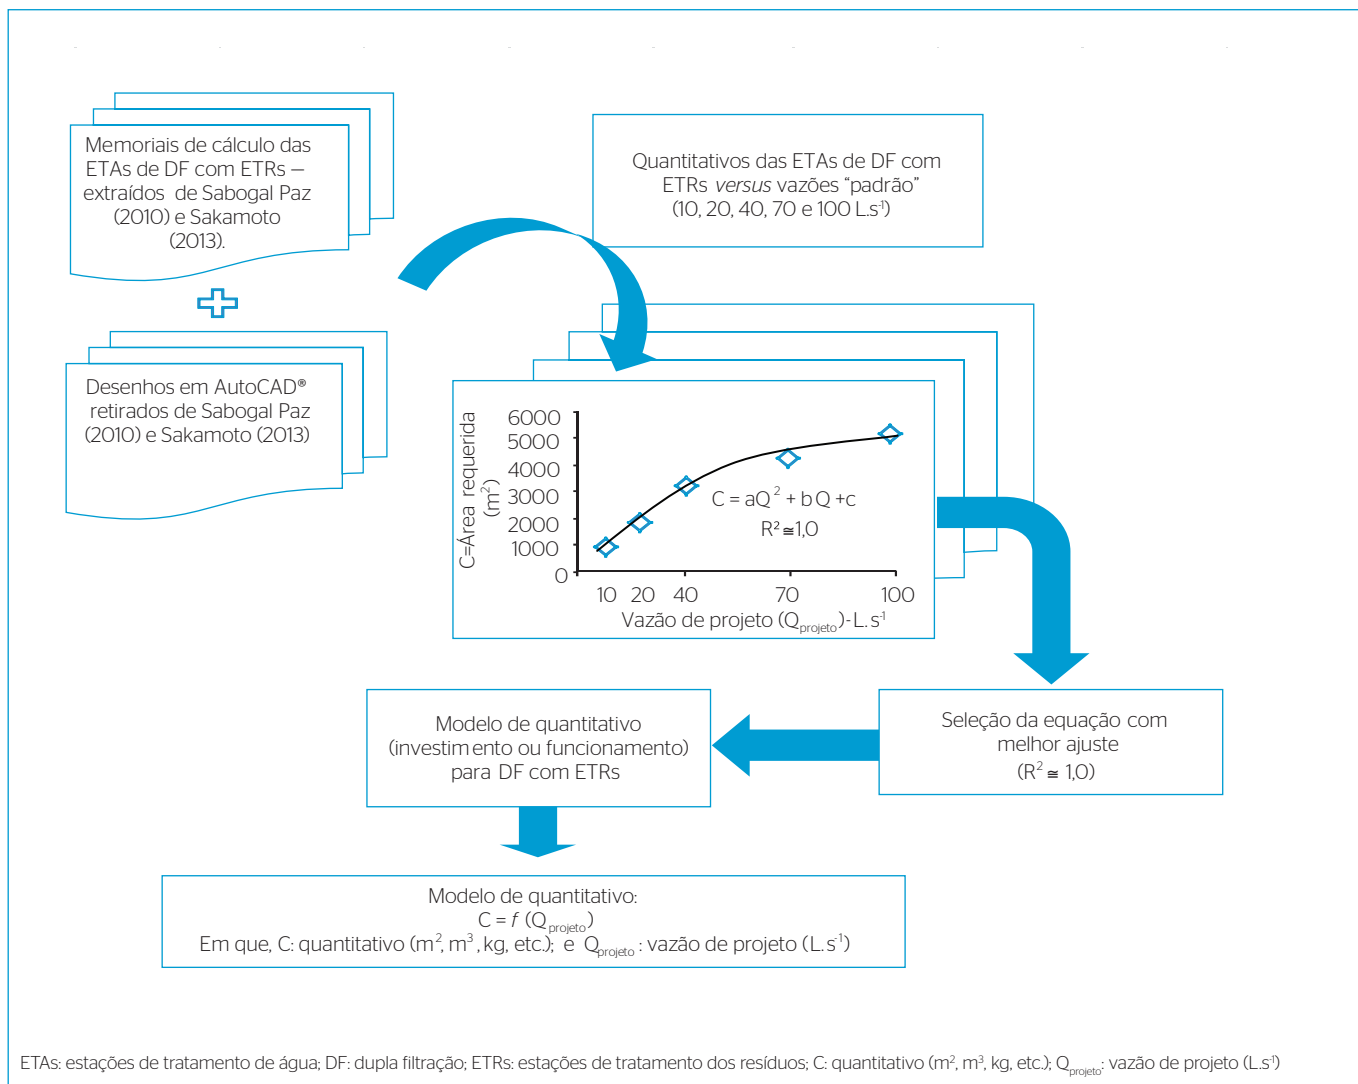 Memoriais de cálculo das
ETAs de DF com ETRs –
extraídos de Sabogal Paz
(2010) e Sakamoto
(2013).
Desenhos em AutoCAD®
retirados de Sabogal Paz
(2010) e Sakamoto (2013)
Quantitativos das ETAs de DF com
ETRs versus vazões “padrão”
(10, 20, 40, 70 e 100 L.s⁻¹)
C=Área requerida
(m²)
6000
5000
4000
3000
2000
1000
0
C = aQ² + bQ +c
R² ≅1,0
10 20 40 70 100
Vazão de projeto (Qprojeto)-L.s⁻¹
Seleção da equação com
melhor ajuste
(R² ≅ 1,0)
Modelo de quantitativo
(investimento ou funcionamento)
para DF com ETRs
Modelo de quantitativo:
C = f (Qprojeto)
Em que, C: quantitativo (m², m³, kg, etc.); e Qprojeto: vazão de projeto (L.s⁻¹)
ETAs: estações de tratamento de água; DF: dupla filtração; ETRs: estações de tratamento dos resíduos; C: quantitativo (m², m³, kg, etc.); Qprojeto: vazão de projeto (L.s⁻¹)